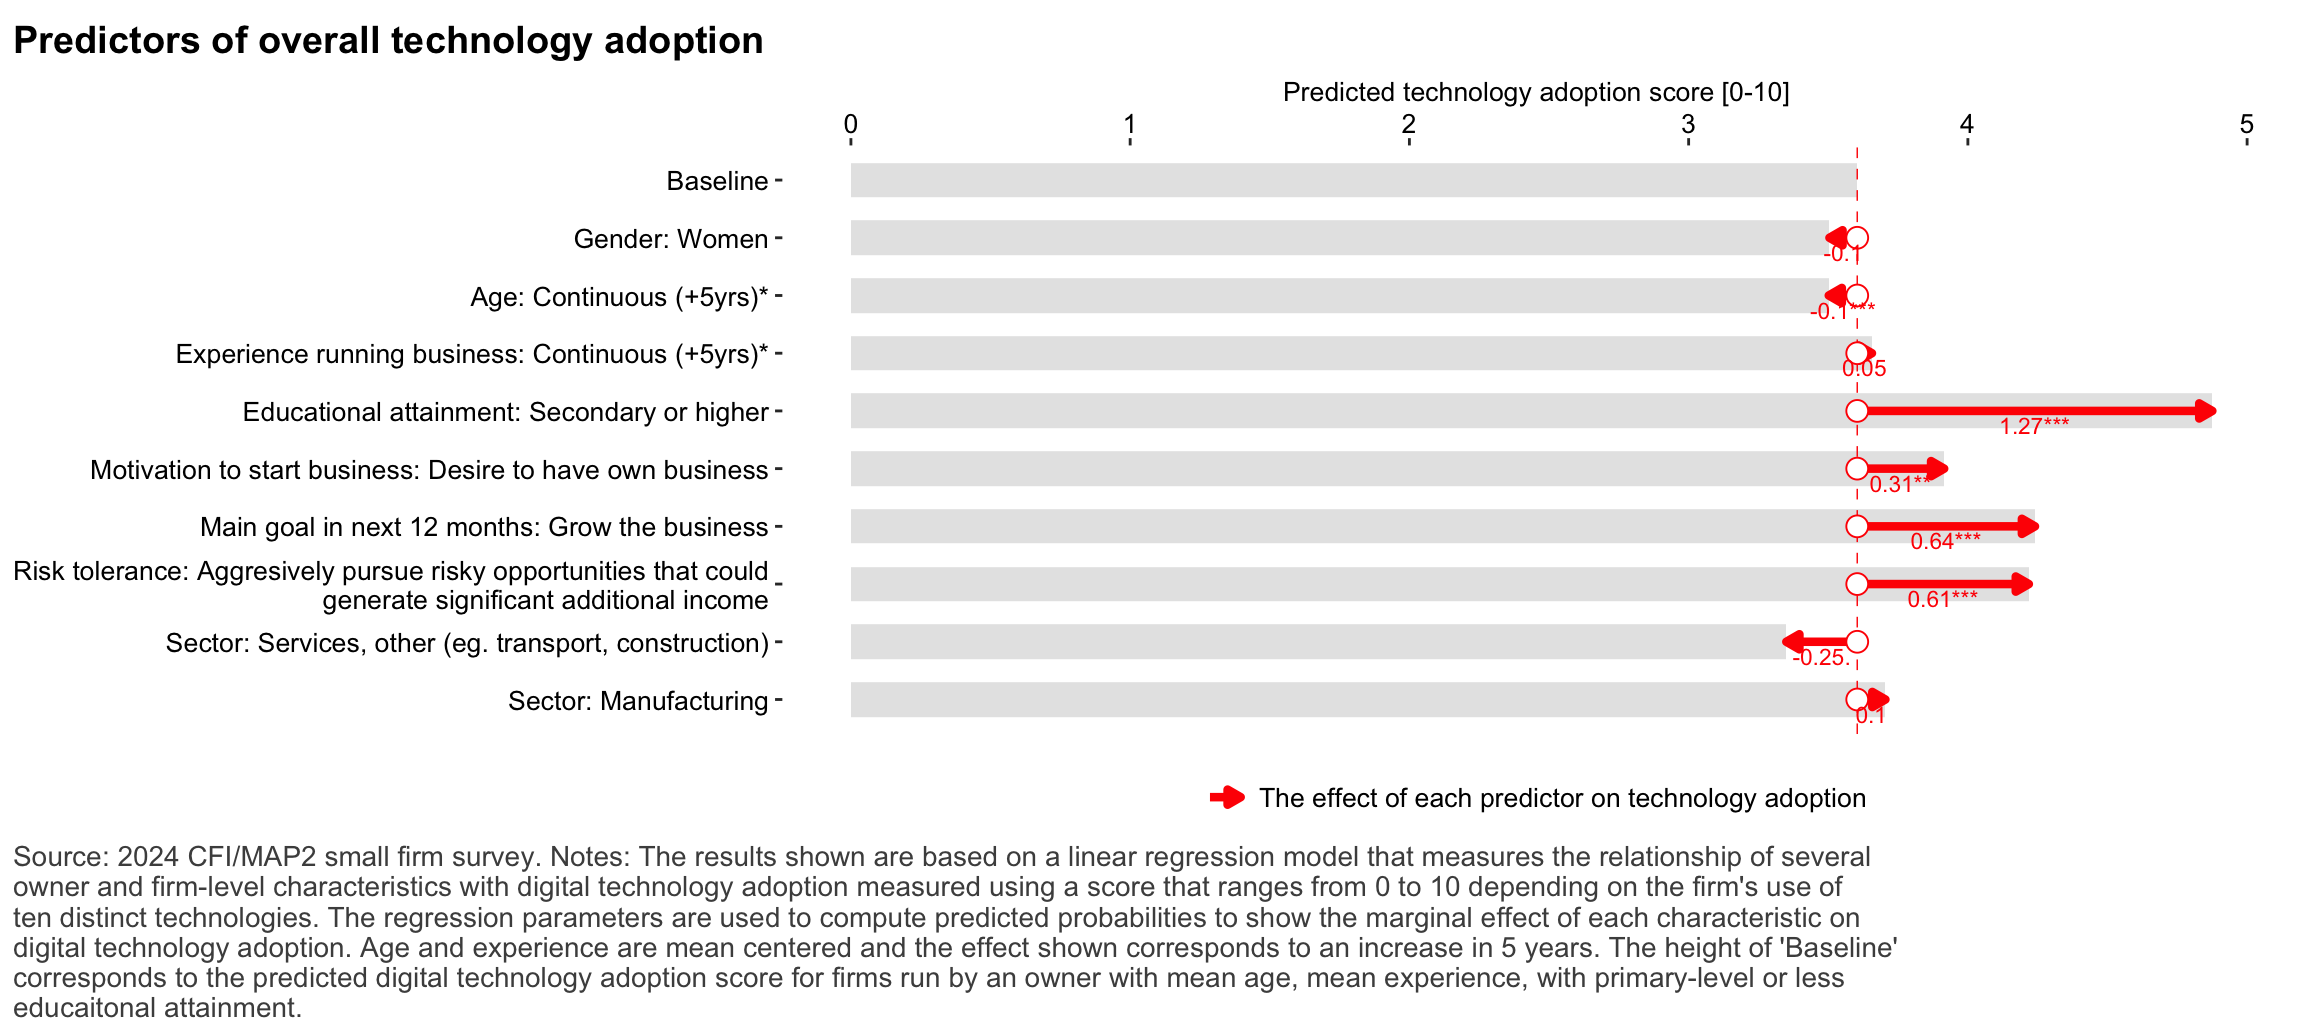 Predictors of overall technology adoption
Predicted technology adoption score [0-10]
0 1 2 3 4 5
Baseline
Gender: Women
-0.1
Age: Continuous (+5yrs)*
-0.1***
Experience running business: Continuous (+5yrs)*
0.05
Educational attainment: Secondary or higher
1.27***
Motivation to start business: Desire to have own business
0.31**
Main goal in next 12 months: Grow the business
0.64***
Risk tolerance: Aggresively pursue risky opportunities that could
generate significant additional income
0.61***
Sector: Services, other (eg. transport, construction)
-0.25.
Sector: Manufacturing
0.1
The effect of each predictor on technology adoption
Source: 2024 CFI/MAP2 small firm survey. Notes: The results shown are based on a linear regression model that measures the relationship of several
owner and firm-level characteristics with digital technology adoption measured using a score that ranges from 0 to 10 depending on the firm's use of
ten distinct technologies. The regression parameters are used to compute predicted probabilities to show the marginal effect of each characteristic on
digital technology adoption. Age and experience are mean centered and the effect shown corresponds to an increase in 5 years. The height of 'Baseline'
corresponds to the predicted digital technology adoption score for firms run by an owner with mean age, mean experience, with primary-level or less
educaitonal attainment.